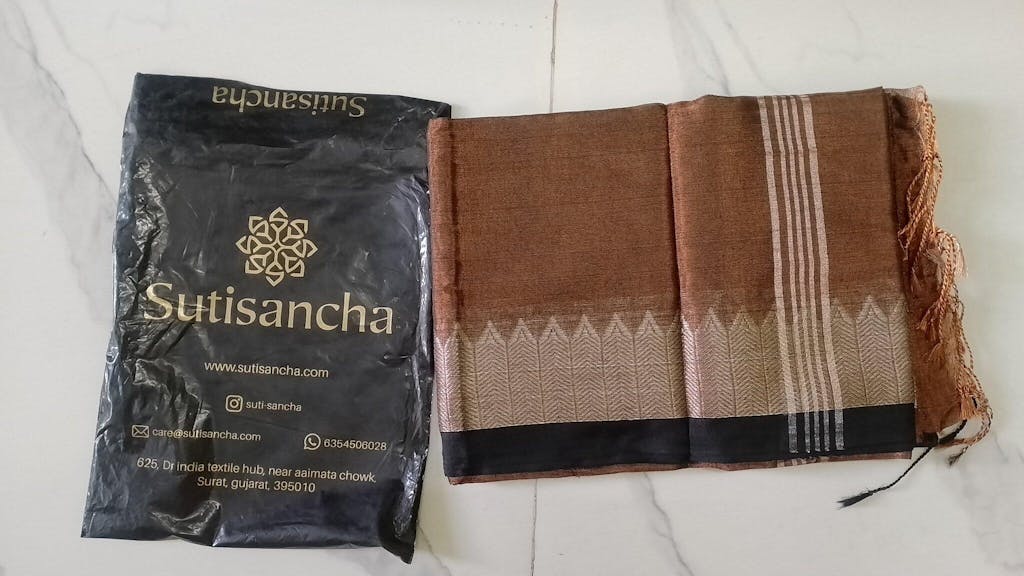 Sutisancha
Sutisancha
www.sutisancha.com
suti-sancha
care@sutisancha.com 6354506028
625, Dr india textile hub, near aaimata chowk,
Surat, gujarat, 395010